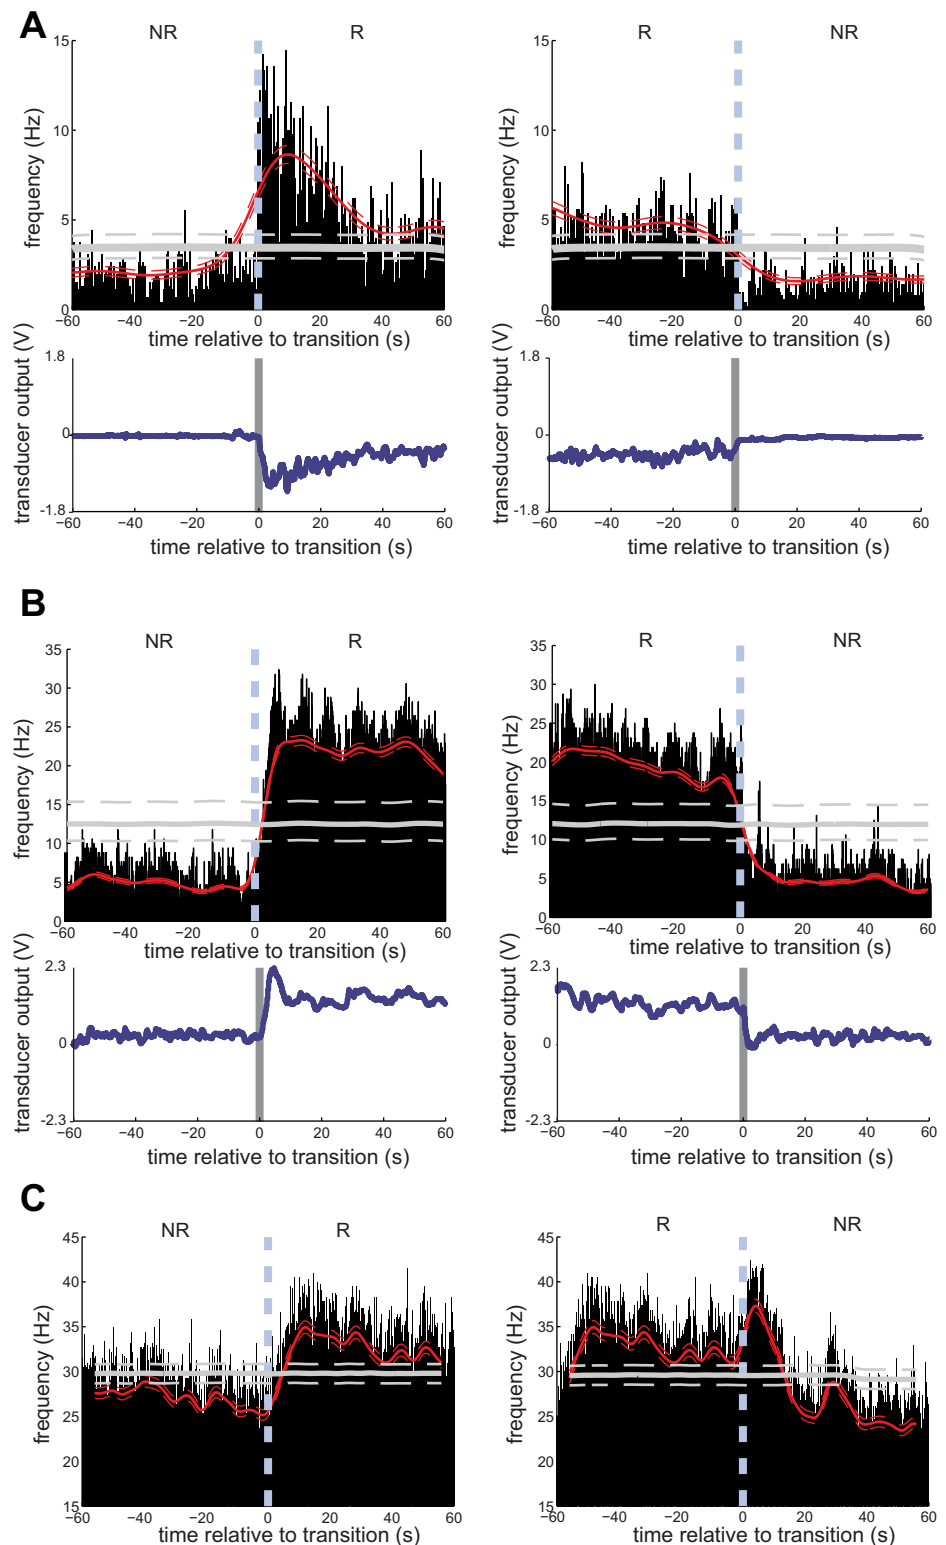 A
NR R
R NR
15
10
5
0
frequency (Hz)
−60 −40 −20 0 20 40 60
time relative to transition (s)
15
10
5
0
frequency (Hz)
−60 −40 −20 0 20 40 60
time relative to transition (s)
1.8
0
-1.8
transducer output (V)
−60 −40 −20 0 20 40 60
time relative to transition (s)
1.8
0
-1.8
transducer output (V)
−60 −40 −20 0 20 40 60
time relative to transition (s)
B
NR R
R NR
35
30
25
20
15
10
5
0
frequency (Hz)
−60 −40 −20 0 20 40 60
time relative to transition (s)
35
30
25
20
15
10
5
0
frequency (Hz)
−60 −40 −20 0 20 40 60
time relative to transition (s)
2.3
0
-2.3
transducer output (V)
−60 −40 −20 0 20 40 60
time relative to transition (s)
2.3
0
-2.3
transducer output (V)
−60 −40 −20 0 20 40 60
time relative to transition (s)
C
NR R
R NR
45
40
35
30
25
20
15
frequency (Hz)
−60 −40 −20 0 20 40 60
time relative to transition (s)
45
40
35
30
25
20
15
frequency (Hz)
−60 −40 −20 0 20 40 60
time relative to transition (s)